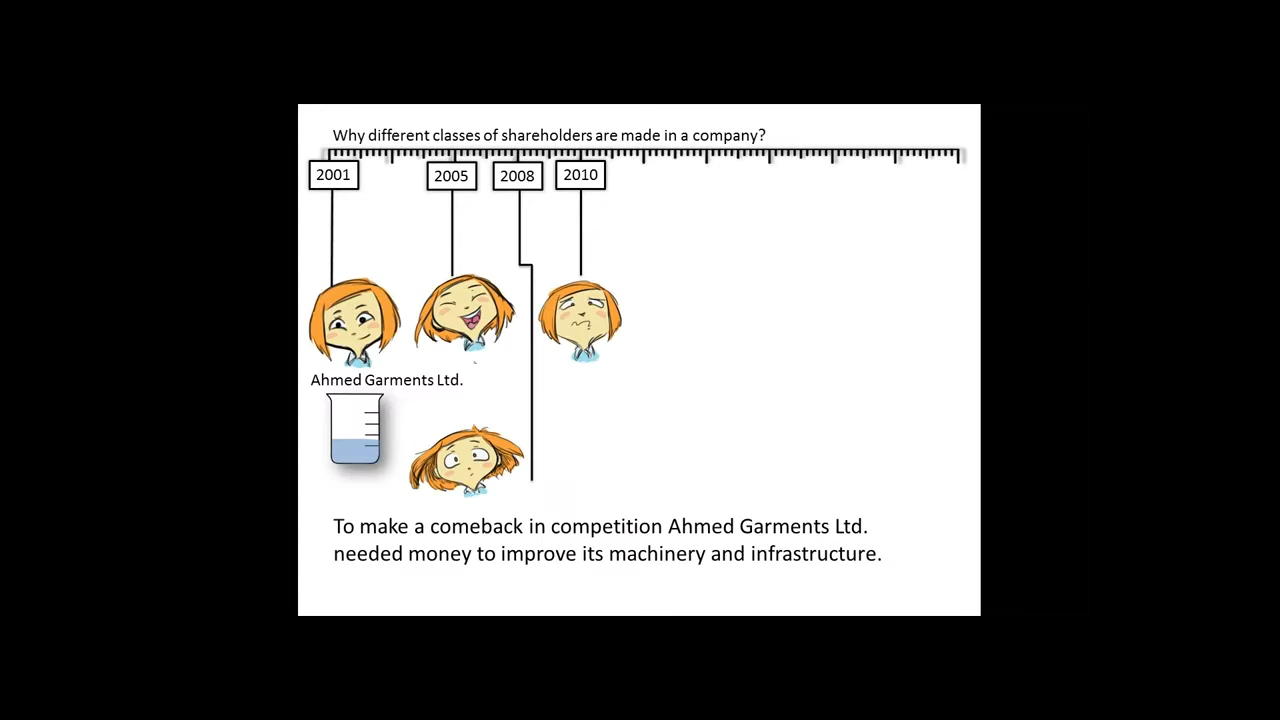 Why different classes of shareholders are made in a company?
2001
2005
2008
2010
Ahmed Garments Ltd.
To make a comeback in competition Ahmed Garments Ltd.
needed money to improve its machinery and infrastructure.